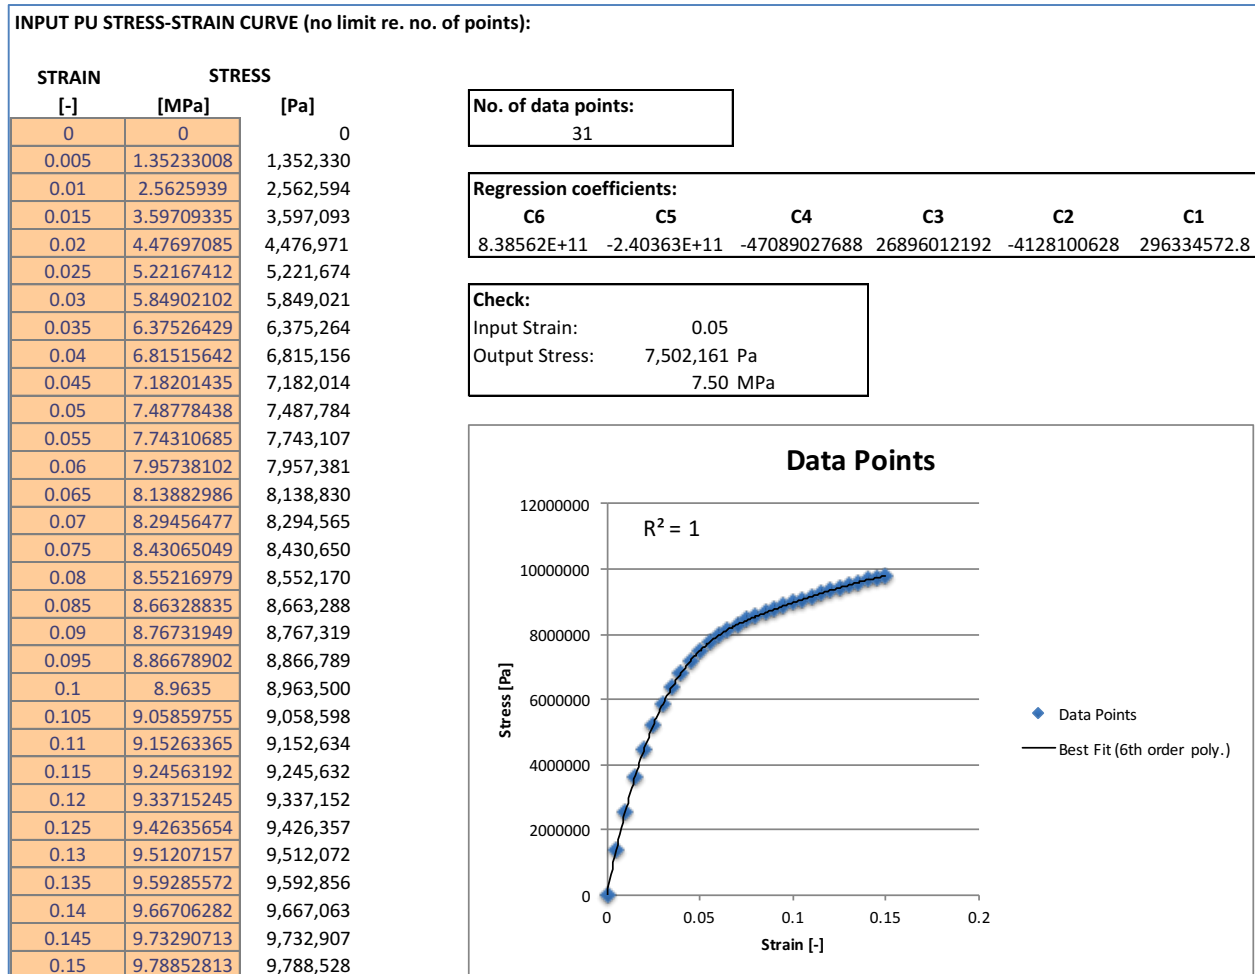 INPUT PU STRESS-STRAIN CURVE (no limit re. no. of points):
STRAIN STRESS
[-] [MPa] [Pa]
0 0 0
0.005 1.35233008 1,352,330
0.01 2.5625939 2,562,594
0.015 3.59709335 3,597,093
0.02 4.47697085 4,476,971
0.025 5.22167412 5,221,674
0.03 5.84902102 5,849,021
0.035 6.37526429 6,375,264
0.04 6.81515642 6,815,156
0.045 7.18201435 7,182,014
0.05 7.48778438 7,487,784
0.055 7.74310685 7,743,107
0.06 7.95738102 7,957,381
0.065 8.13882986 8,138,830
0.07 8.29456477 8,294,565
0.075 8.43065049 8,430,650
0.08 8.55216979 8,552,170
0.085 8.66328835 8,663,288
0.09 8.76731949 8,767,319
0.095 8.86678902 8,866,789
0.1 8.9635 8,963,500
0.105 9.05859755 9,058,598
0.11 9.15263365 9,152,634
0.115 9.24563192 9,245,632
0.12 9.33715245 9,337,152
0.125 9.42635654 9,426,357
0.13 9.51207157 9,512,072
0.135 9.59285572 9,592,856
0.14 9.66706282 9,667,063
0.145 9.73290713 9,732,907
0.15 9.78852813 9,788,528
No. of data points:
31
Regression coefficients:
C6 C5 C4 C3 C2 C1
8.38562E+11 -2.40363E+11 -47089027688 26896012192 -4128100628 296334572.8
Check:
Input Strain: 0.05
Output Stress: 7,502,161 Pa
7.50 MPa
Data Points
R² = 1
12000000
10000000
8000000
6000000
4000000
2000000
0
Stress [Pa]
0 0.05 0.1 0.15 0.2
Strain [-]
Data Points
Best Fit (6th order poly.)